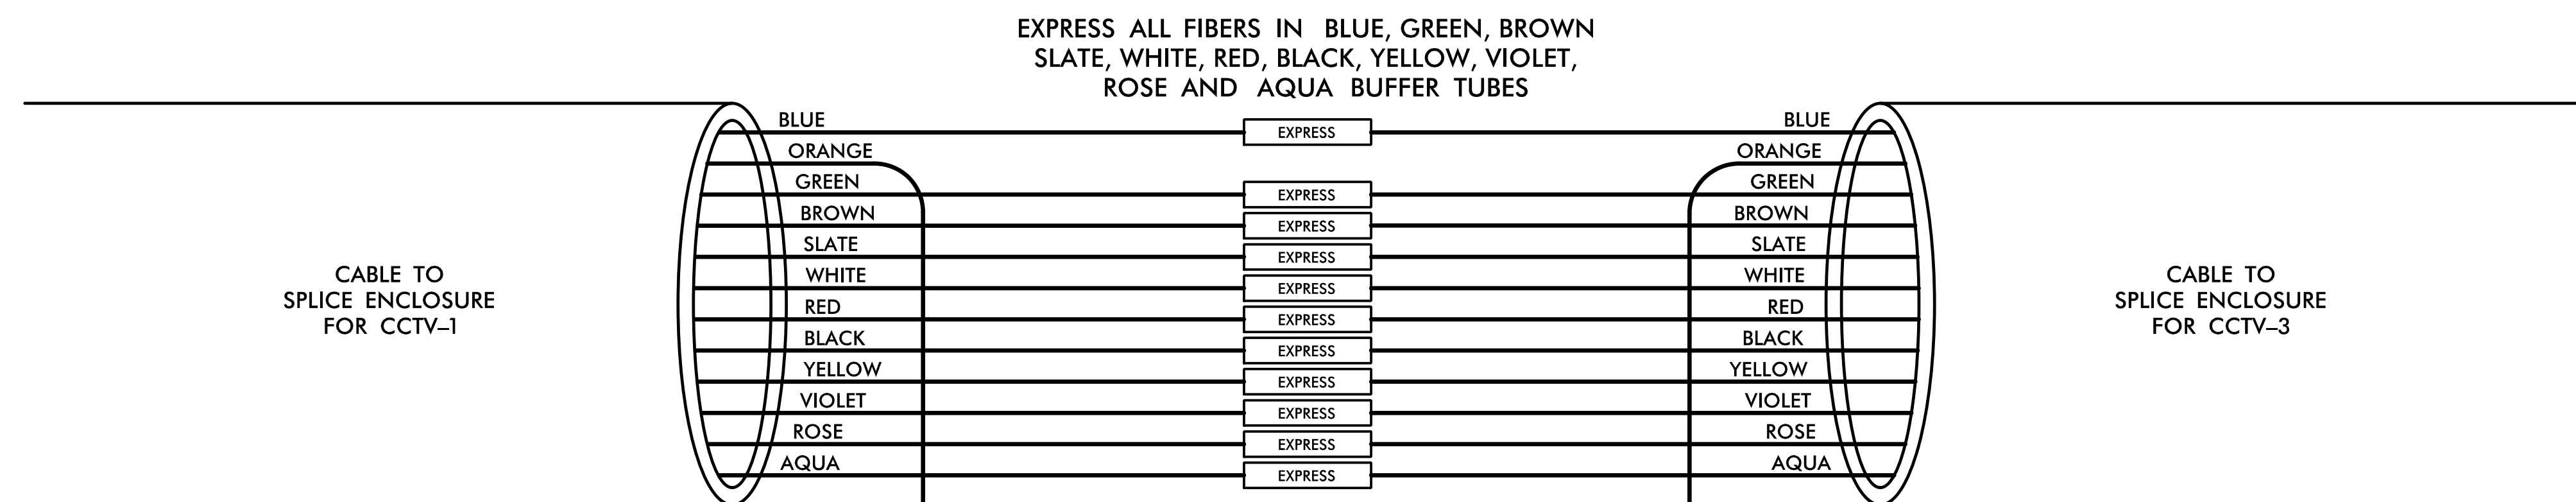 EXPRESS ALL FIBERS IN BLUE, GREEN, BROWN
SLATE, WHITE, RED, BLACK, YELLOW, VIOLET,
ROSE AND AQUA BUFFER TUBES
CABLE TO
SPLICE ENCLOSURE
FOR CCTV–1
BLUE
ORANGE
GREEN
BROWN
SLATE
WHITE
RED
BLACK
YELLOW
VIOLET
ROSE
AQUA
EXPRESS
EXPRESS
EXPRESS
EXPRESS
EXPRESS
EXPRESS
EXPRESS
EXPRESS
EXPRESS
EXPRESS
EXPRESS
BLUE
ORANGE
GREEN
BROWN
SLATE
WHITE
RED
BLACK
YELLOW
VIOLET
ROSE
AQUA
CABLE TO
SPLICE ENCLOSURE
FOR CCTV–3